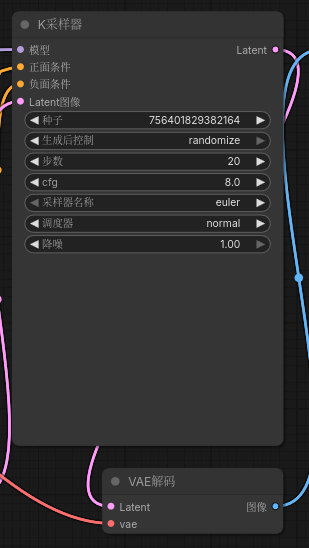 K采样器
模型
Latent
正面条件
负面条件
Latent图像
种子 756401829382164
生成后控制 randomize
步数 20
cfg 8.0
采样器名称 euler
调度器 normal
降噪 1.00
VAE解码
Latent 图像
vae